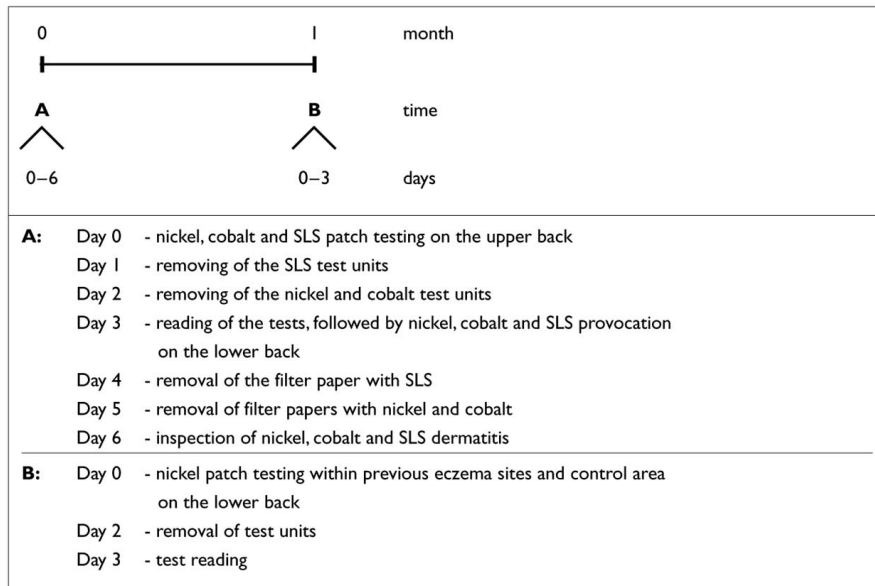 0 1 month
A B time
0–6 0–3 days
A: Day 0 - nickel, cobalt and SLS patch testing on the upper back
Day 1 - removing of the SLS test units
Day 2 - removing of the nickel and cobalt test units
Day 3 - reading of the tests, followed by nickel, cobalt and SLS provocation
on the lower back
Day 4 - removal of the filter paper with SLS
Day 5 - removal of filter papers with nickel and cobalt
Day 6 - inspection of nickel, cobalt and SLS dermatitis
B: Day 0 - nickel patch testing within previous eczema sites and control area
on the lower back
Day 2 - removal of test units
Day 3 - test reading